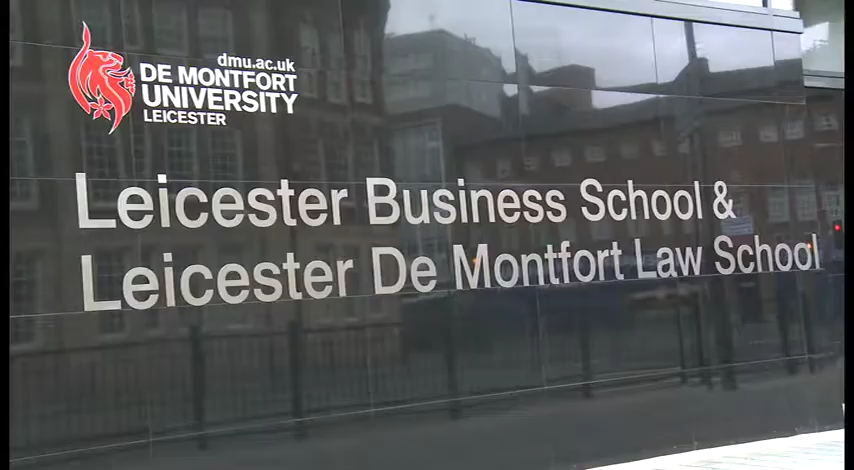 dmu.ac.uk
DE MONTFORT
UNIVERSITY
LEICESTER
Leicester Business School &
Leicester De Montfort Law School